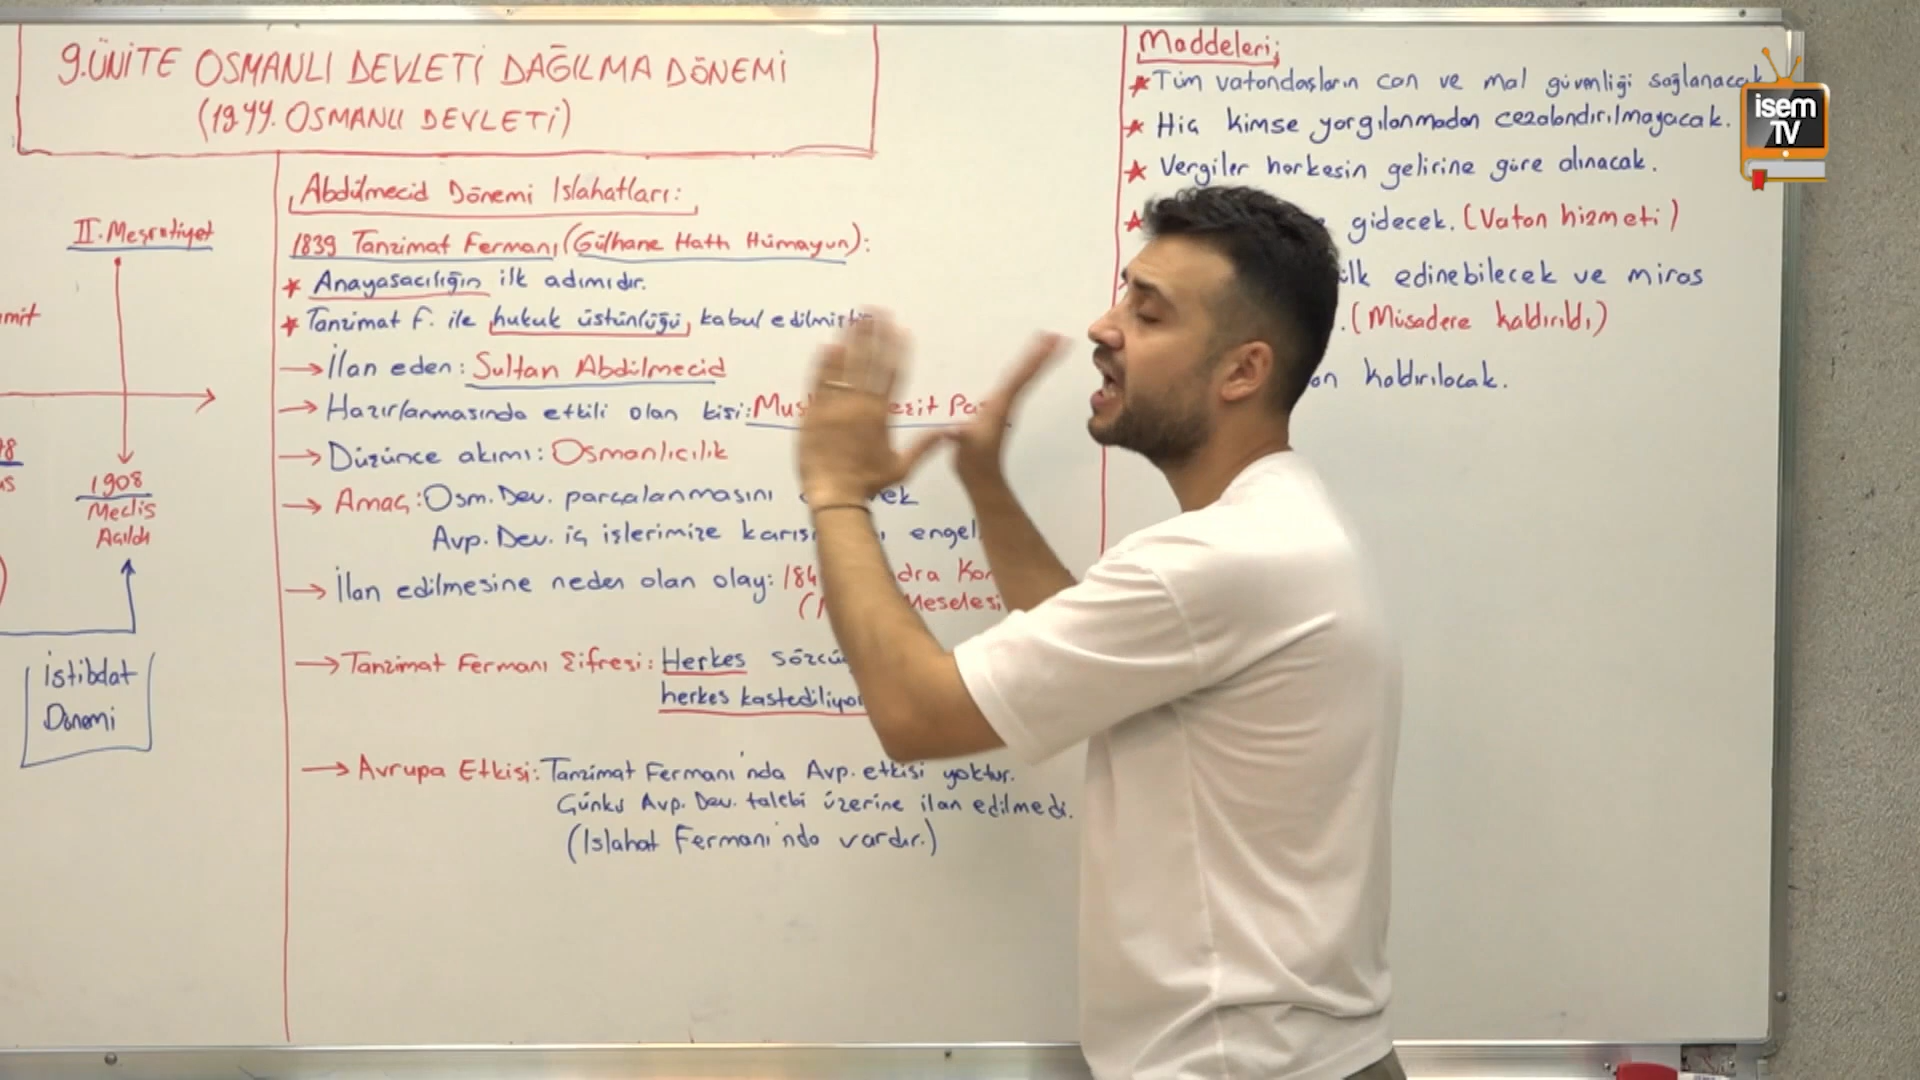 9.ÜNİTE OSMANLI DEVLETİ DAĞILMA DÖNEMİ
(19.YY. OSMANLI DEVLETİ)
II. Meşrutiyet
1908
Meclis
Açıldı
İstibdat
Dönemi
Abdülmecid Dönemi Islahatları:
1839 Tanzimat Fermanı (Gülhane Hattı Hümayun):
★ Anayasacılığın ilk adımıdır.
★ Tanzimat F. ile hukuk üstünlüğü, kabul edilmiştir
→ İlan eden: Sultan Abdülmecid
→ Hazırlanmasında etkili olan kişi:
→ Düşünce akımı: Osmanlıcılık
→ Amaç: Osm. Dev. parçalanmasını
Avp. Dev. iç işlerimize engel
→ İlan edilmesine neden olan olay:
Meselesi
→ Tanzimat Fermanı Şifresi: Herkes
herkes kastediliyor
→ Avrupa Etkisi: Tanzimat Fermanı'nda Avp. etkisi yoktur.
Çünkü Avp. Dev. talebi üzerine ilan edilmedi.
(Islahat Fermanı'nda vardır.)
Maddeleri;
★ Tüm vatandaşların can ve mal güvenliği sağlanacak
★ Hiç kimse yargılanmadan cezalandırılmayacak.
★ Vergiler herkesin gelirine göre alınacak.
★ gidecek. (Vatan hizmeti)
edinebilecek ve miras
. (Müsadere kaldırıldı)
kaldırılacak.
isem
TV